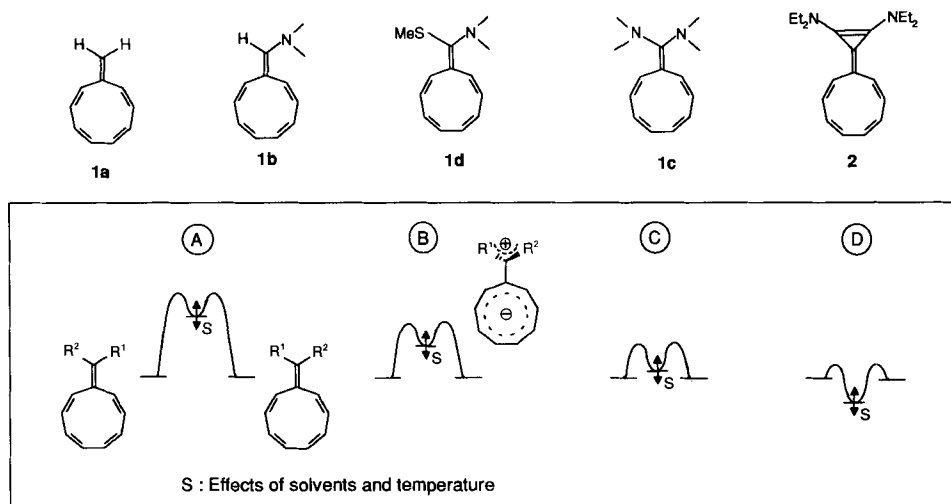 H H
H N
MeS N
N N
Et₂N NEt₂
1a
1b
1d
1c
2
A
B
C
D
R² R¹
S
R¹ R²
S
R¹ ⊕ R²
⊖
S
S
S : Effects of solvents and temperature